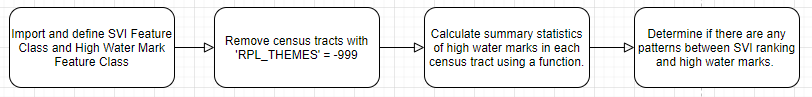 Import and define SVI Feature
Class and High Water Mark
Feature Class
Remove census tracts with
'RPL_THEMES' = -999
Calculate summary statistics
of high water marks in each
census tract using a function.
Determine if there are any
patterns between SVI ranking
and high water marks.